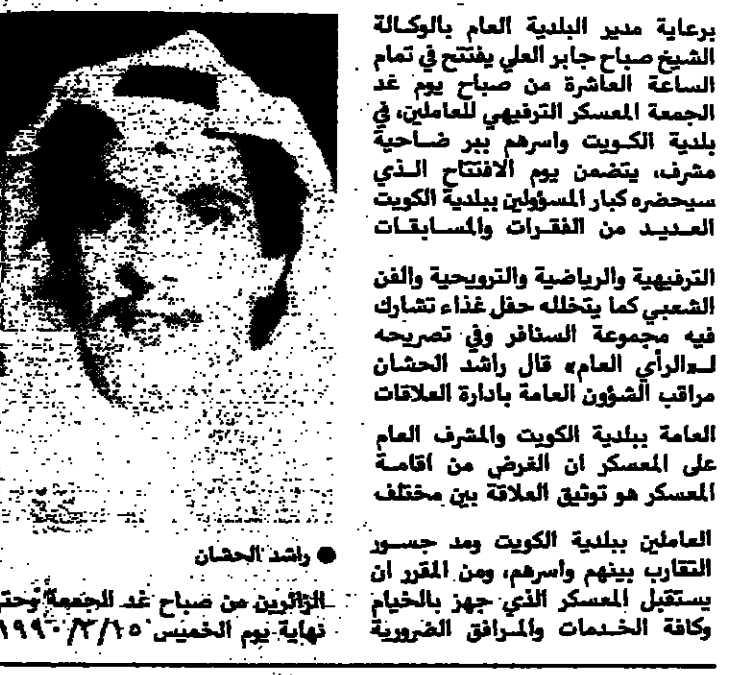 برعاية مدير البلدية العام بالوكالة
الشيخ صباح جابر العلي يفتتح في تمام
الساعة العاشرة من صباح يوم غد
الجمعة المعسكر الترفيهي للعاملين، في
بلدية الكويت واسرهم ببر ضاحية
مشرف، يتضمن يوم الافتتاح الذي
سيحضره كبار المسؤولين ببلدية الكويت
العديد من الفقرات والمسابقات
الترفيهية والرياضية والترويحية والفن
الشعبي كما يتخلله حفل غذاء تشارك
فيه مجموعة السنافر وفي تصريحه
لـ«الرأي العام» قال راشد الحشان
مراقب الشؤون العامة بادارة العلاقات
العامة ببلدية الكويت والمشرف العام
على المعسكر ان الغرض من اقامة
المعسكر هو توثيق العلاقة بين مختلف
العاملين ببلدية الكويت ومد جسور
التقارب بينهم واسرهم، ومن المقرر ان
يستقبل المعسكر الذي جهز بالخيام
وكافة الخدمات والمرافق الضرورية
● راشد الحشان
الزائرين من صباح غد الجمعة وحتى
نهاية يوم الخميس ١٩٩٠/٣/١٥